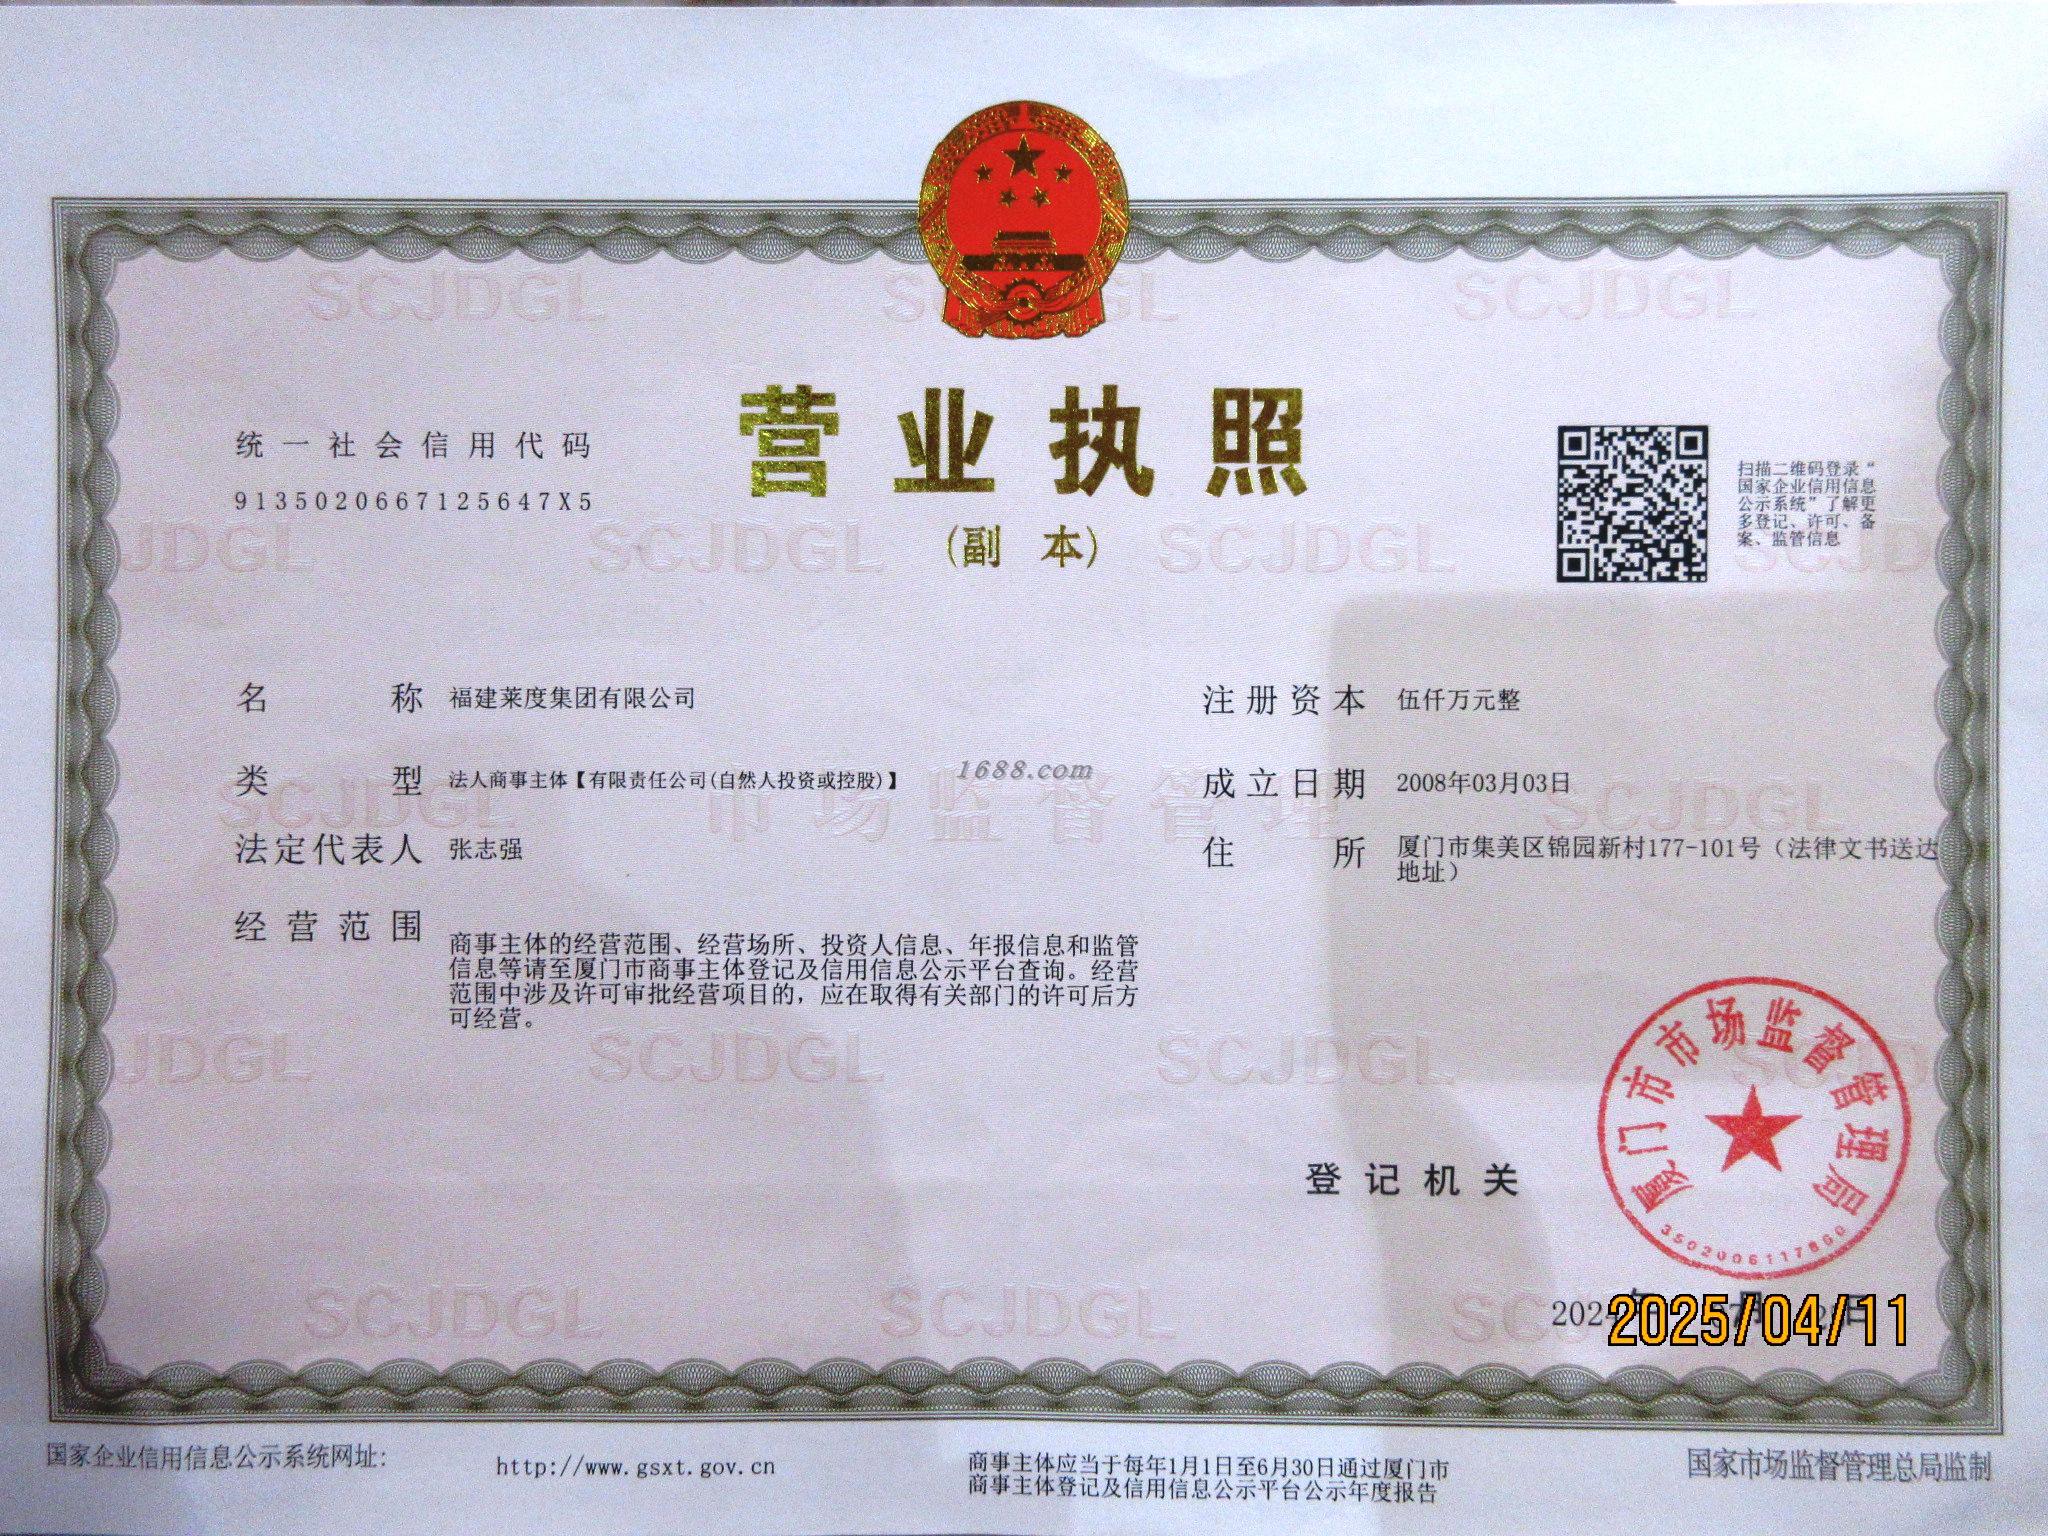 营业执照
(副 本)
统一社会信用代码
9135020667125647X5
扫描二维码登录“
国家企业信用信息
公示系统”了解更
多登记、许可、备
案、监管信息
名 称 福建莱度集团有限公司
类 型 法人商事主体【有限责任公司(自然人投资或控股)】
法定代表人 张志强
经营范围 商事主体的经营范围、经营场所、投资人信息、年报信息和监管
信息等请至厦门市商事主体登记及信用信息公示平台查询。经营
范围中涉及许可审批经营项目的，应在取得有关部门的许可后方
可经营。
注册资本 伍仟万元整
成立日期 2008年03月03日
住 所 厦门市集美区锦园新村177-101号（法律文书送达
地址）
1688.com
市场监督管理
SCJDGL
登记机关
厦门市市场监督管理局
2025/04/11
国家企业信用信息公示系统网址：
http://www.gsxt.gov.cn
商事主体应当于每年1月1日至6月30日通过厦门市
商事主体登记及信用信息公示平台公示年度报告
国家市场监督管理总局监制